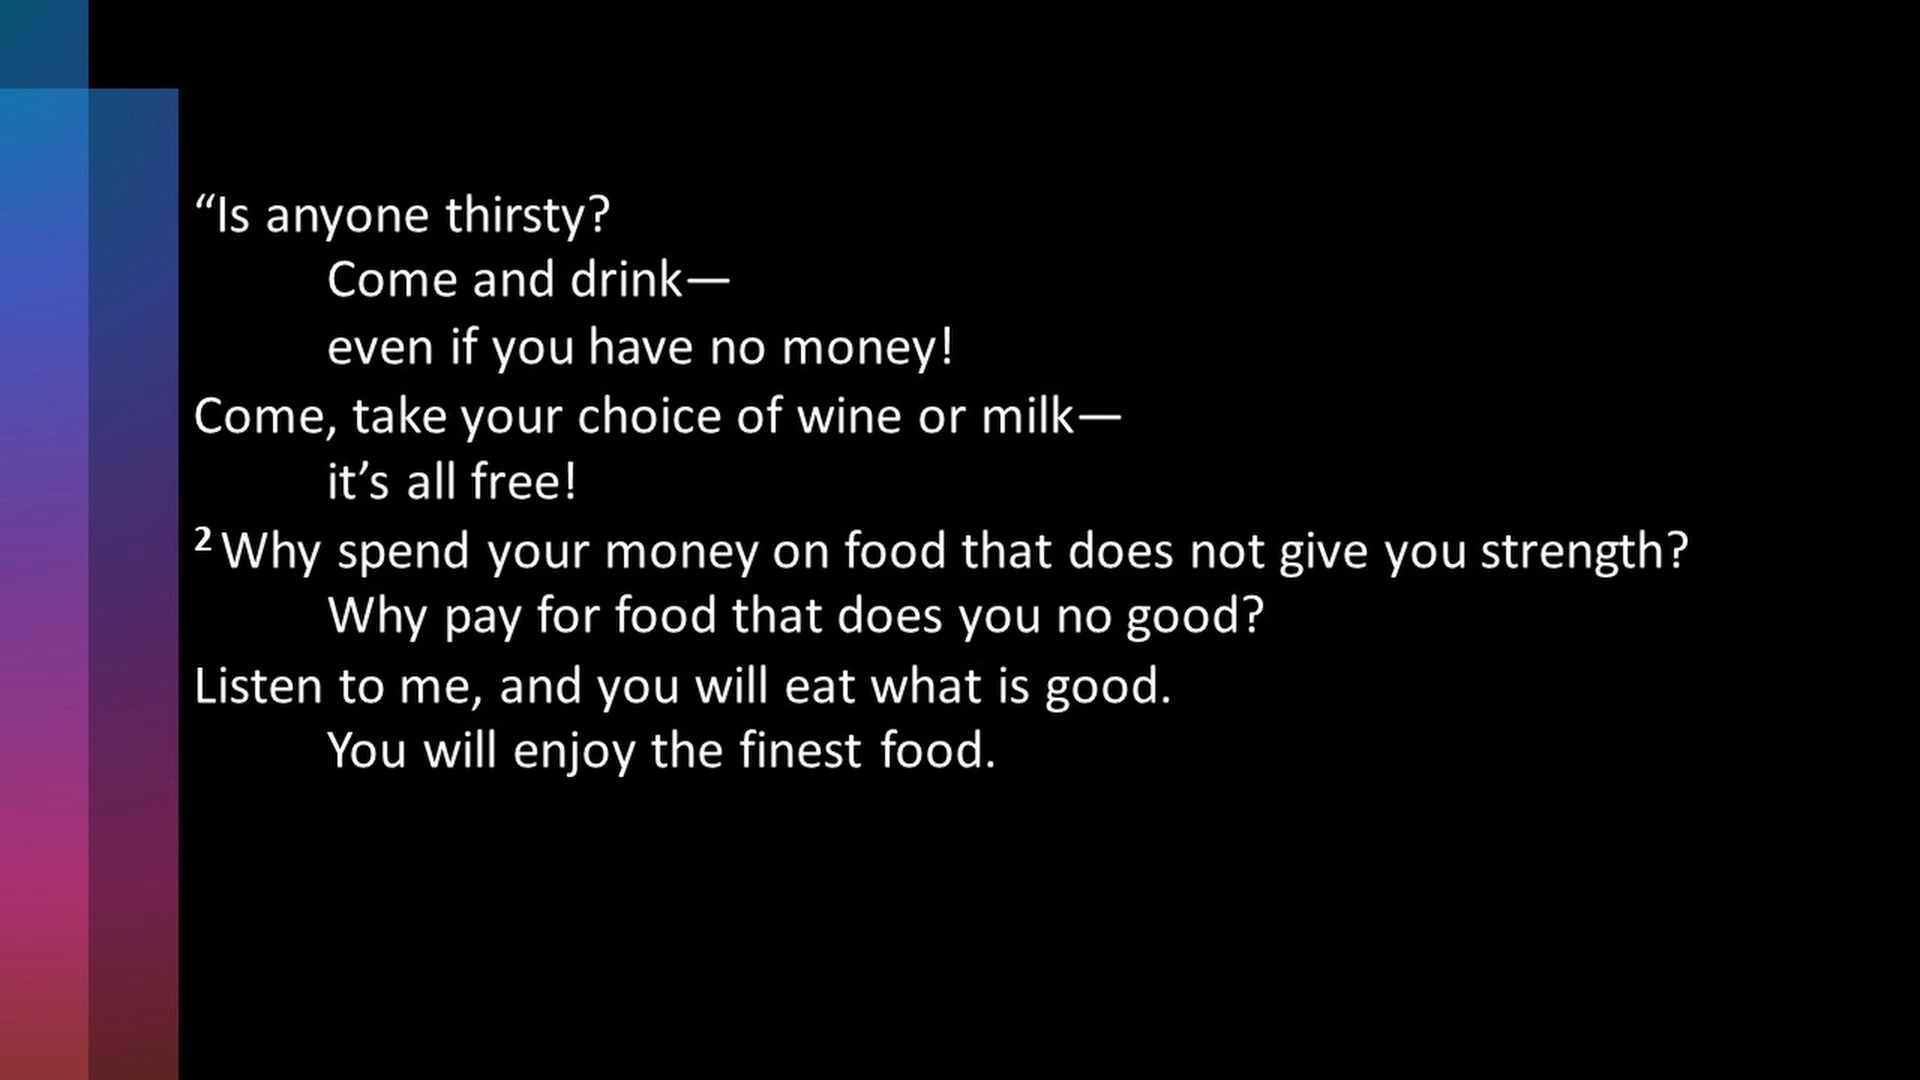 “Is anyone thirsty?
Come and drink—
even if you have no money!
Come, take your choice of wine or milk—
it’s all free!
2 Why spend your money on food that does not give you strength?
Why pay for food that does you no good?
Listen to me, and you will eat what is good.
You will enjoy the finest food.